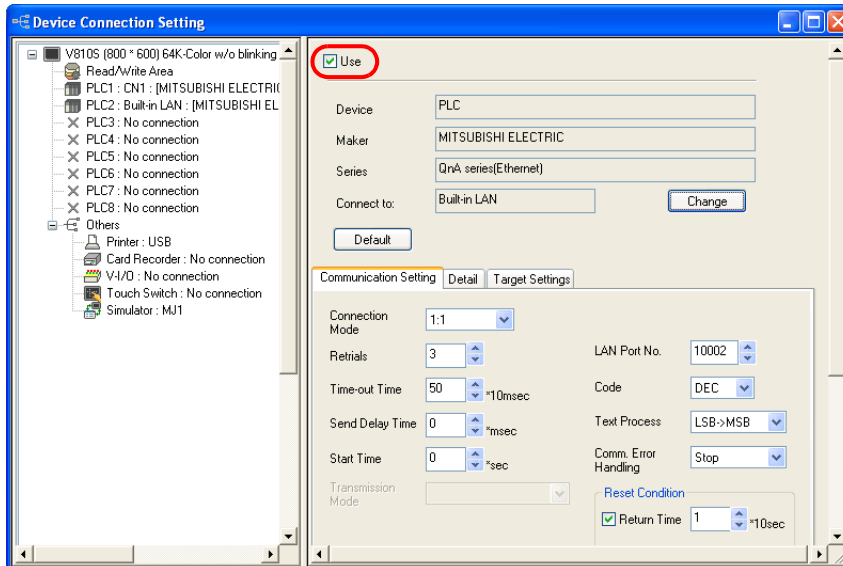 Device Connection Setting
V810S (800 * 600) 64K-Color w/o blinking
Read/Write Area
PLC1 : CN1 : [MITSUBISHI ELECTRI
PLC2 : Built-in LAN : [MITSUBISHI EL
PLC3 : No connection
PLC4 : No connection
PLC5 : No connection
PLC6 : No connection
PLC7 : No connection
PLC8 : No connection
Others
Printer : USB
Card Recorder : No connection
V-I/O : No connection
Touch Switch : No connection
Simulator : MJ1
Use
Device PLC
Maker MITSUBISHI ELECTRIC
Series QnA series(Ethernet)
Connect to: Built-in LAN Change
Default
Communication Setting Detail Target Settings
Connection Mode 1:1
Retrials 3
Time-out Time 50 *10msec
Send Delay Time 0 *msec
Start Time 0 *sec
Transmission Mode
LAN Port No. 10002
Code DEC
Text Process LSB->MSB
Comm. Error Handling Stop
Reset Condition
Return Time 1 *10sec